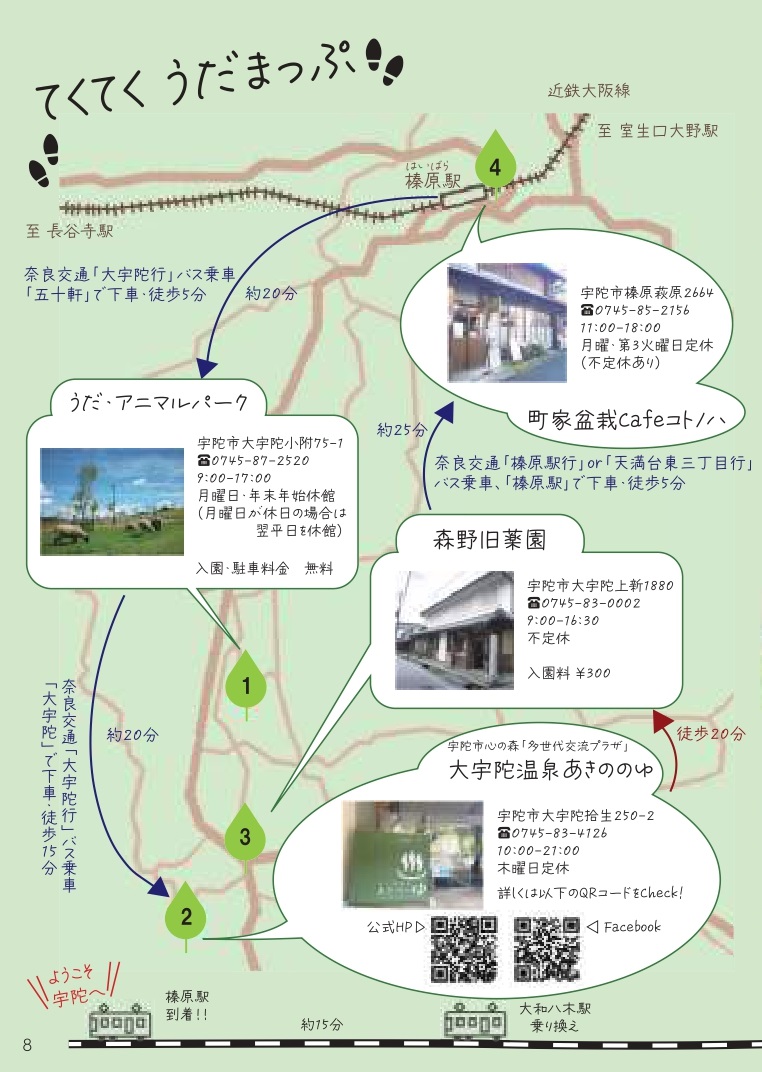 てくてく うだまっぷ
近鉄大阪線
至 室生口大野駅
はいばら
榛原駅
4
至 長谷寺駅
奈良交通「大宇陀行」バス乗車
「五十軒」で下車・徒歩5分
約20分
宇陀市榛原萩原2664
☎0745-85-2156
11:00-18:00
月曜・第3火曜日定休
(不定休あり)
町家盆栽Cafeコトノハ
うだ・アニマルパーク
宇陀市大宇陀小附75-1
☎0745-87-2520
9:00-17:00
月曜日・年末年始休館
(月曜日が休日の場合は
翌平日を休館)
入園・駐車料金 無料
約25分
奈良交通「榛原駅行」or「天満台東三丁目行」
バス乗車、「榛原駅」で下車・徒歩5分
森野旧薬園
宇陀市大宇陀上新1880
☎0745-83-0002
9:00-16:30
不定休
入園料 ¥300
1
奈良交通「大宇陀行」バス乗車
「大宇陀」で下車・徒歩15分
約20分
徒歩20分
宇陀市心の森「多世代交流プラザ」
大宇陀温泉あきののゆ
宇陀市大宇陀拾生250-2
☎0745-83-4126
10:00-21:00
木曜日定休
詳しくは以下のQRコードをCheck!
公式HP▷
◁ Facebook
3
2
ようこそ
宇陀へ
榛原駅
到着!!
約15分
大和八木駅
乗り換え
8